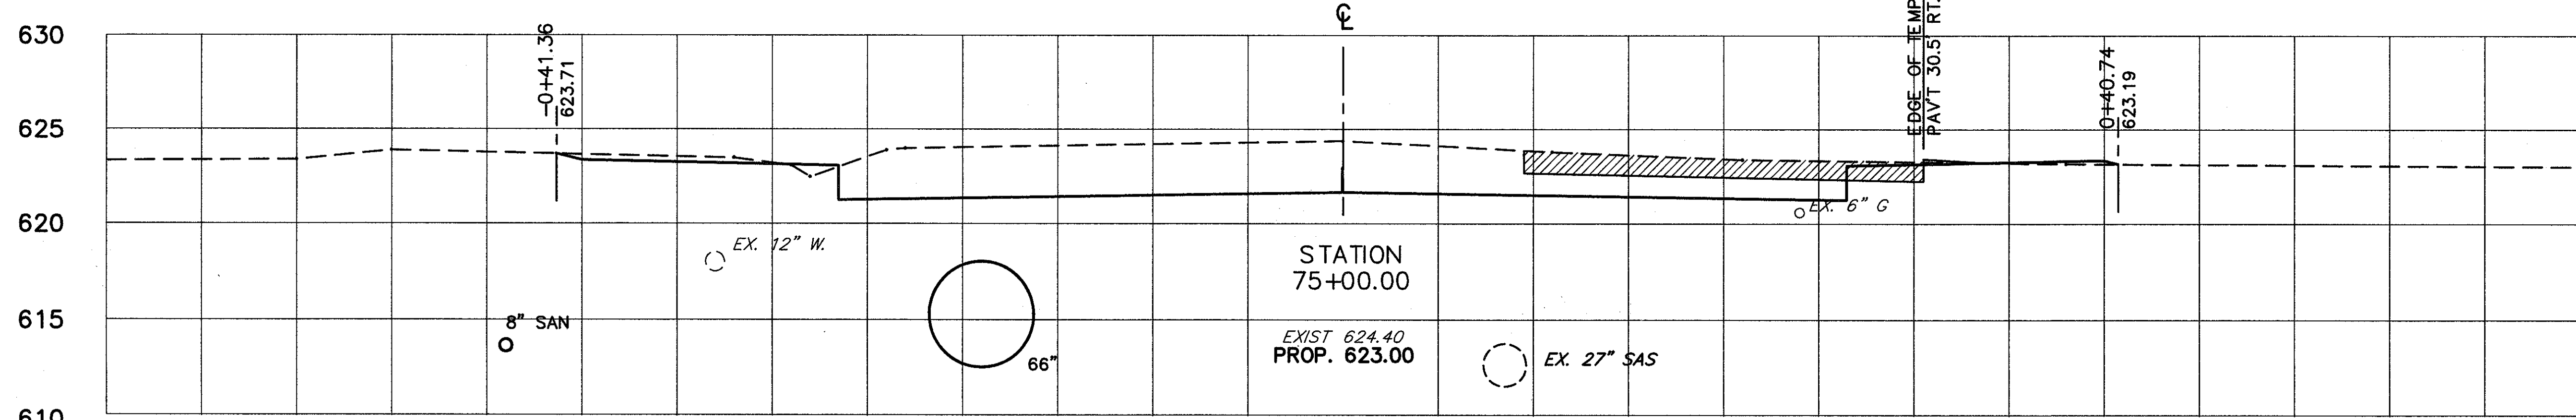 ℄
630
-0+41.36
623.71
EDGE OF TEMP
PAV'T 30.5' RT.
0+40.74
623.19
625
620
EX. 6" G
EX. 12" W.
STATION
75+00.00
615
8" SAN
EXIST 624.40
PROP. 623.00
66"
EX. 27" SAS
610